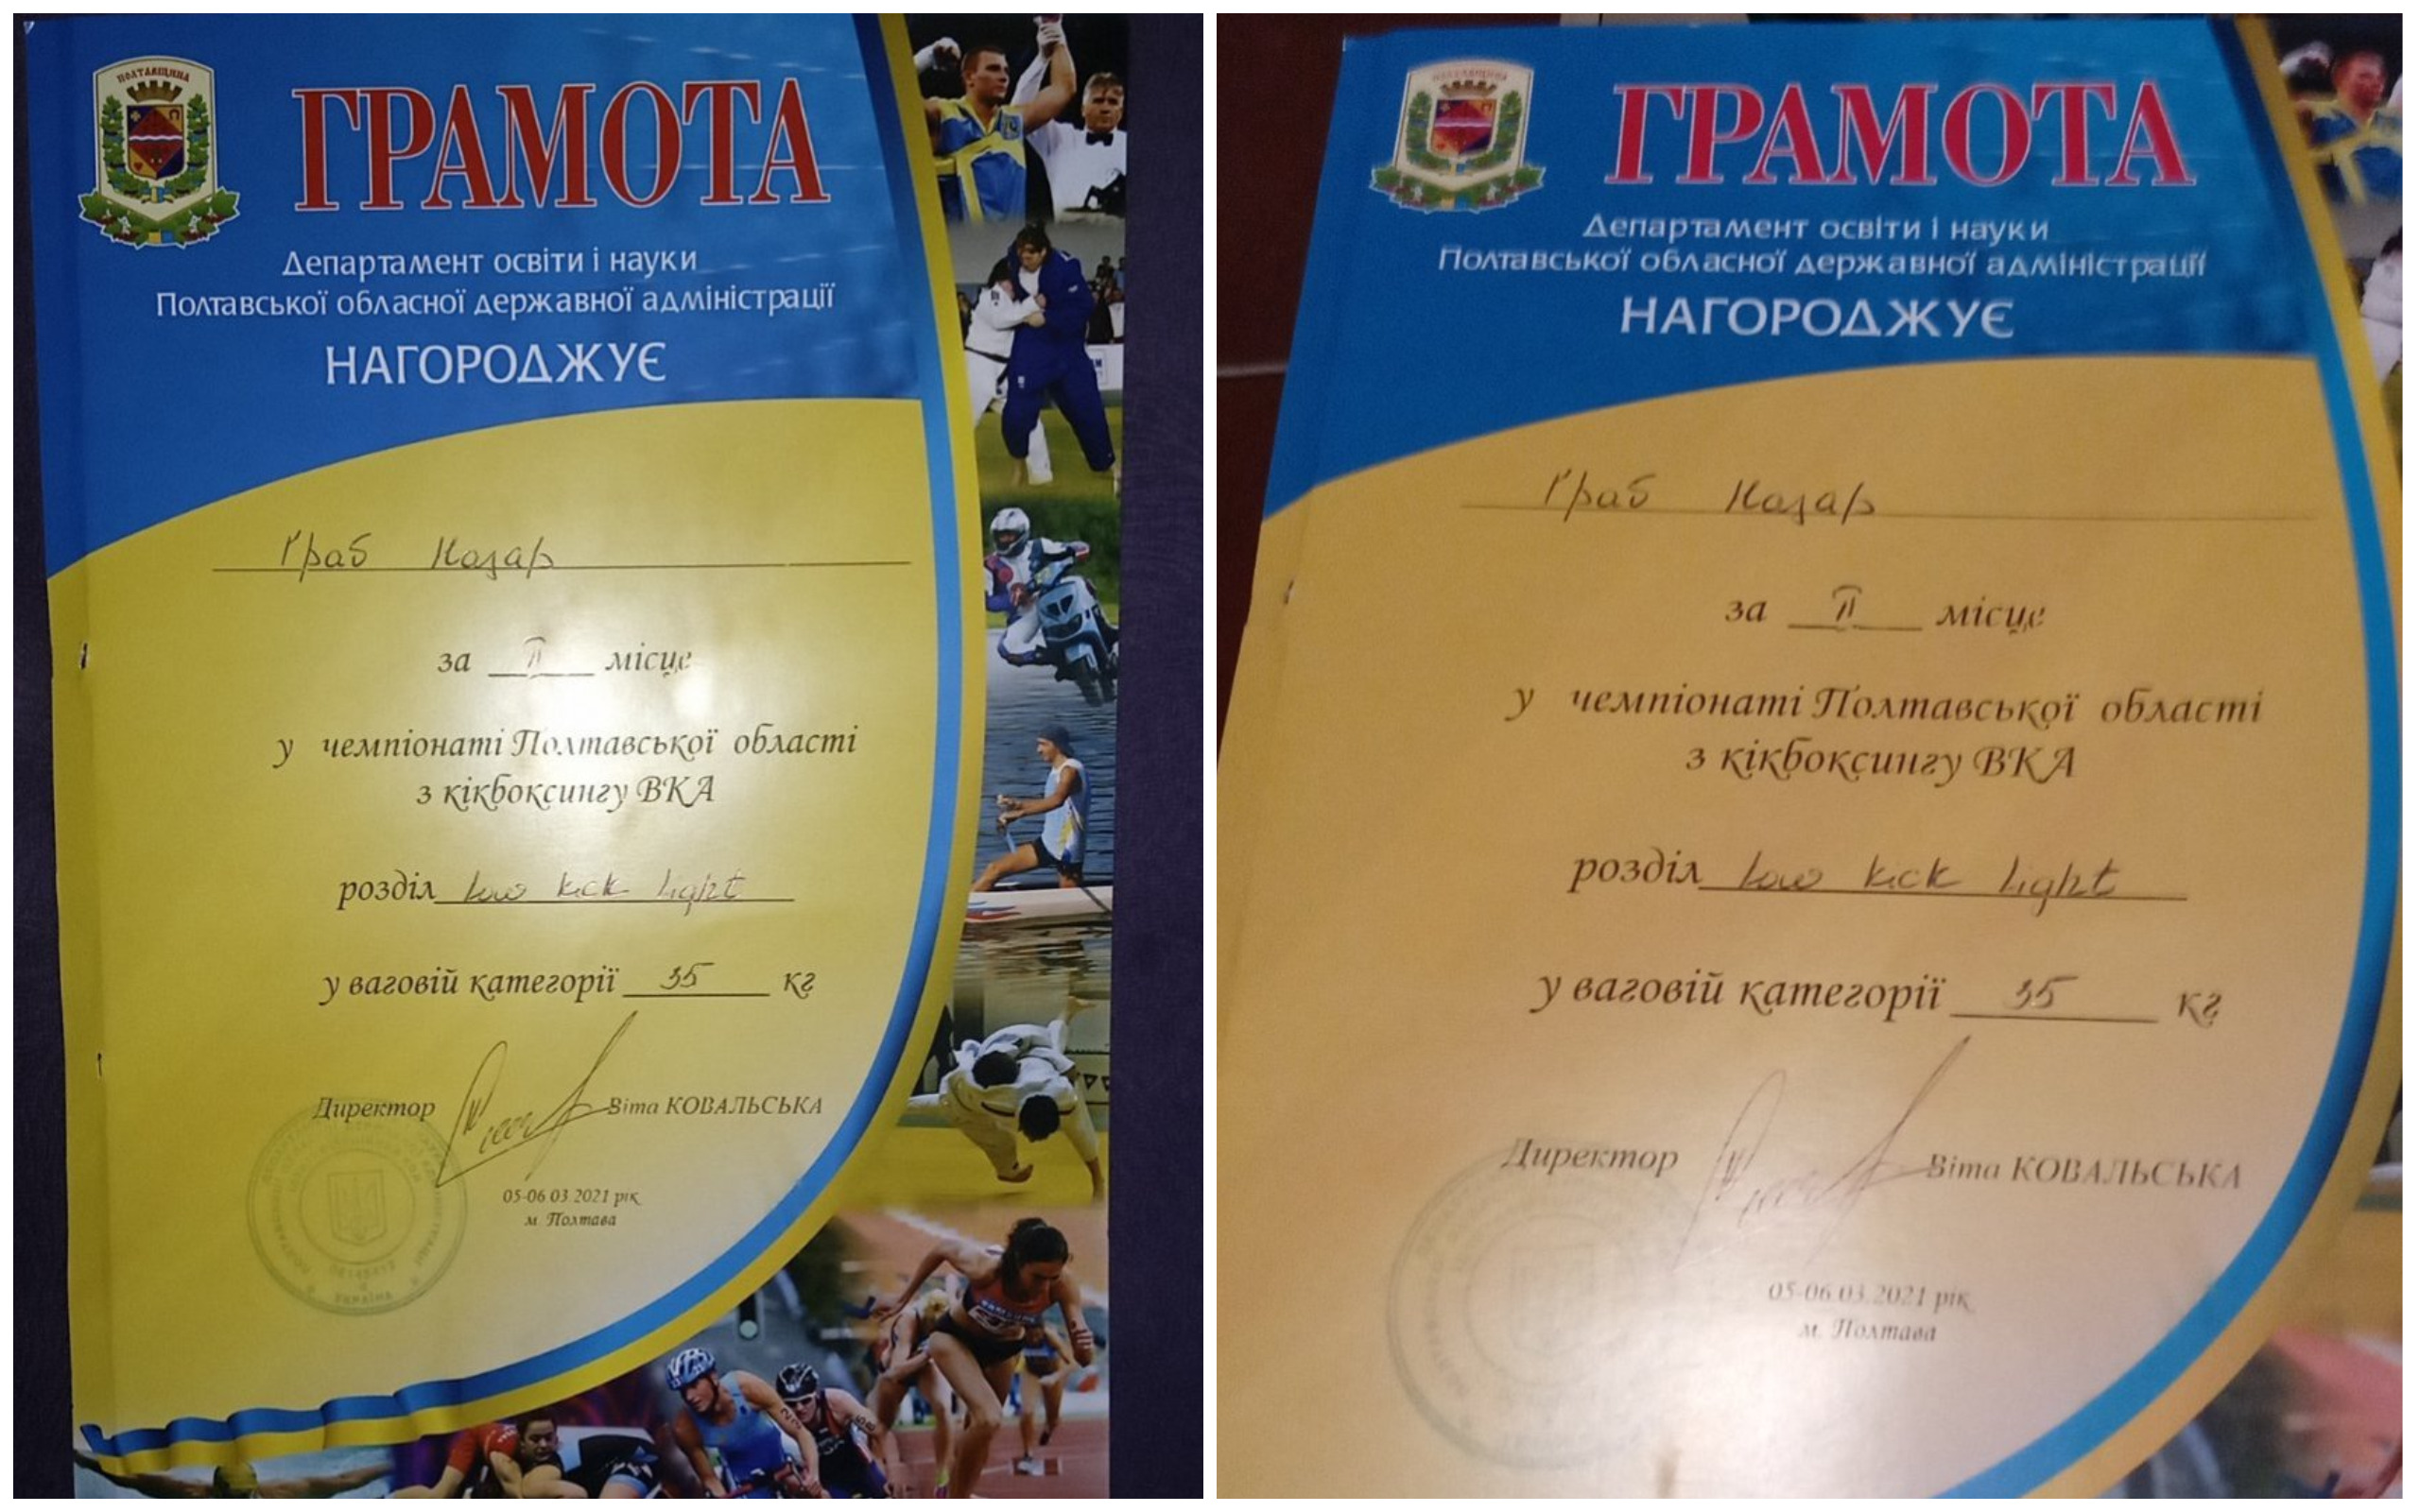 ПОЛТАВЩИНА
ГРАМОТА
Департамент освіти і науки
Полтавської обласної державної адміністрації
НАГОРОДЖУЄ
Граб Назар
за II місце
у чемпіонаті Полтавської області
з кікбоксингу ВКА
розділ Low kick light
у ваговій категорії 35 кг
Директор Віта КОВАЛЬСЬКА
05-06 03 2021 рік
м. Полтава
УКРАЇНА
ПОЛТАВЩИНА
ГРАМОТА
Департамент освіти і науки
Полтавської обласної державної адміністрації
НАГОРОДЖУЄ
Граб Назар
за II місце
у чемпіонаті Полтавської області
з кікбоксингу ВКА
розділ Low kick light
у ваговій категорії 35 кг
Директор Віта КОВАЛЬСЬКА
05-06 03 2021 рік
м. Полтава